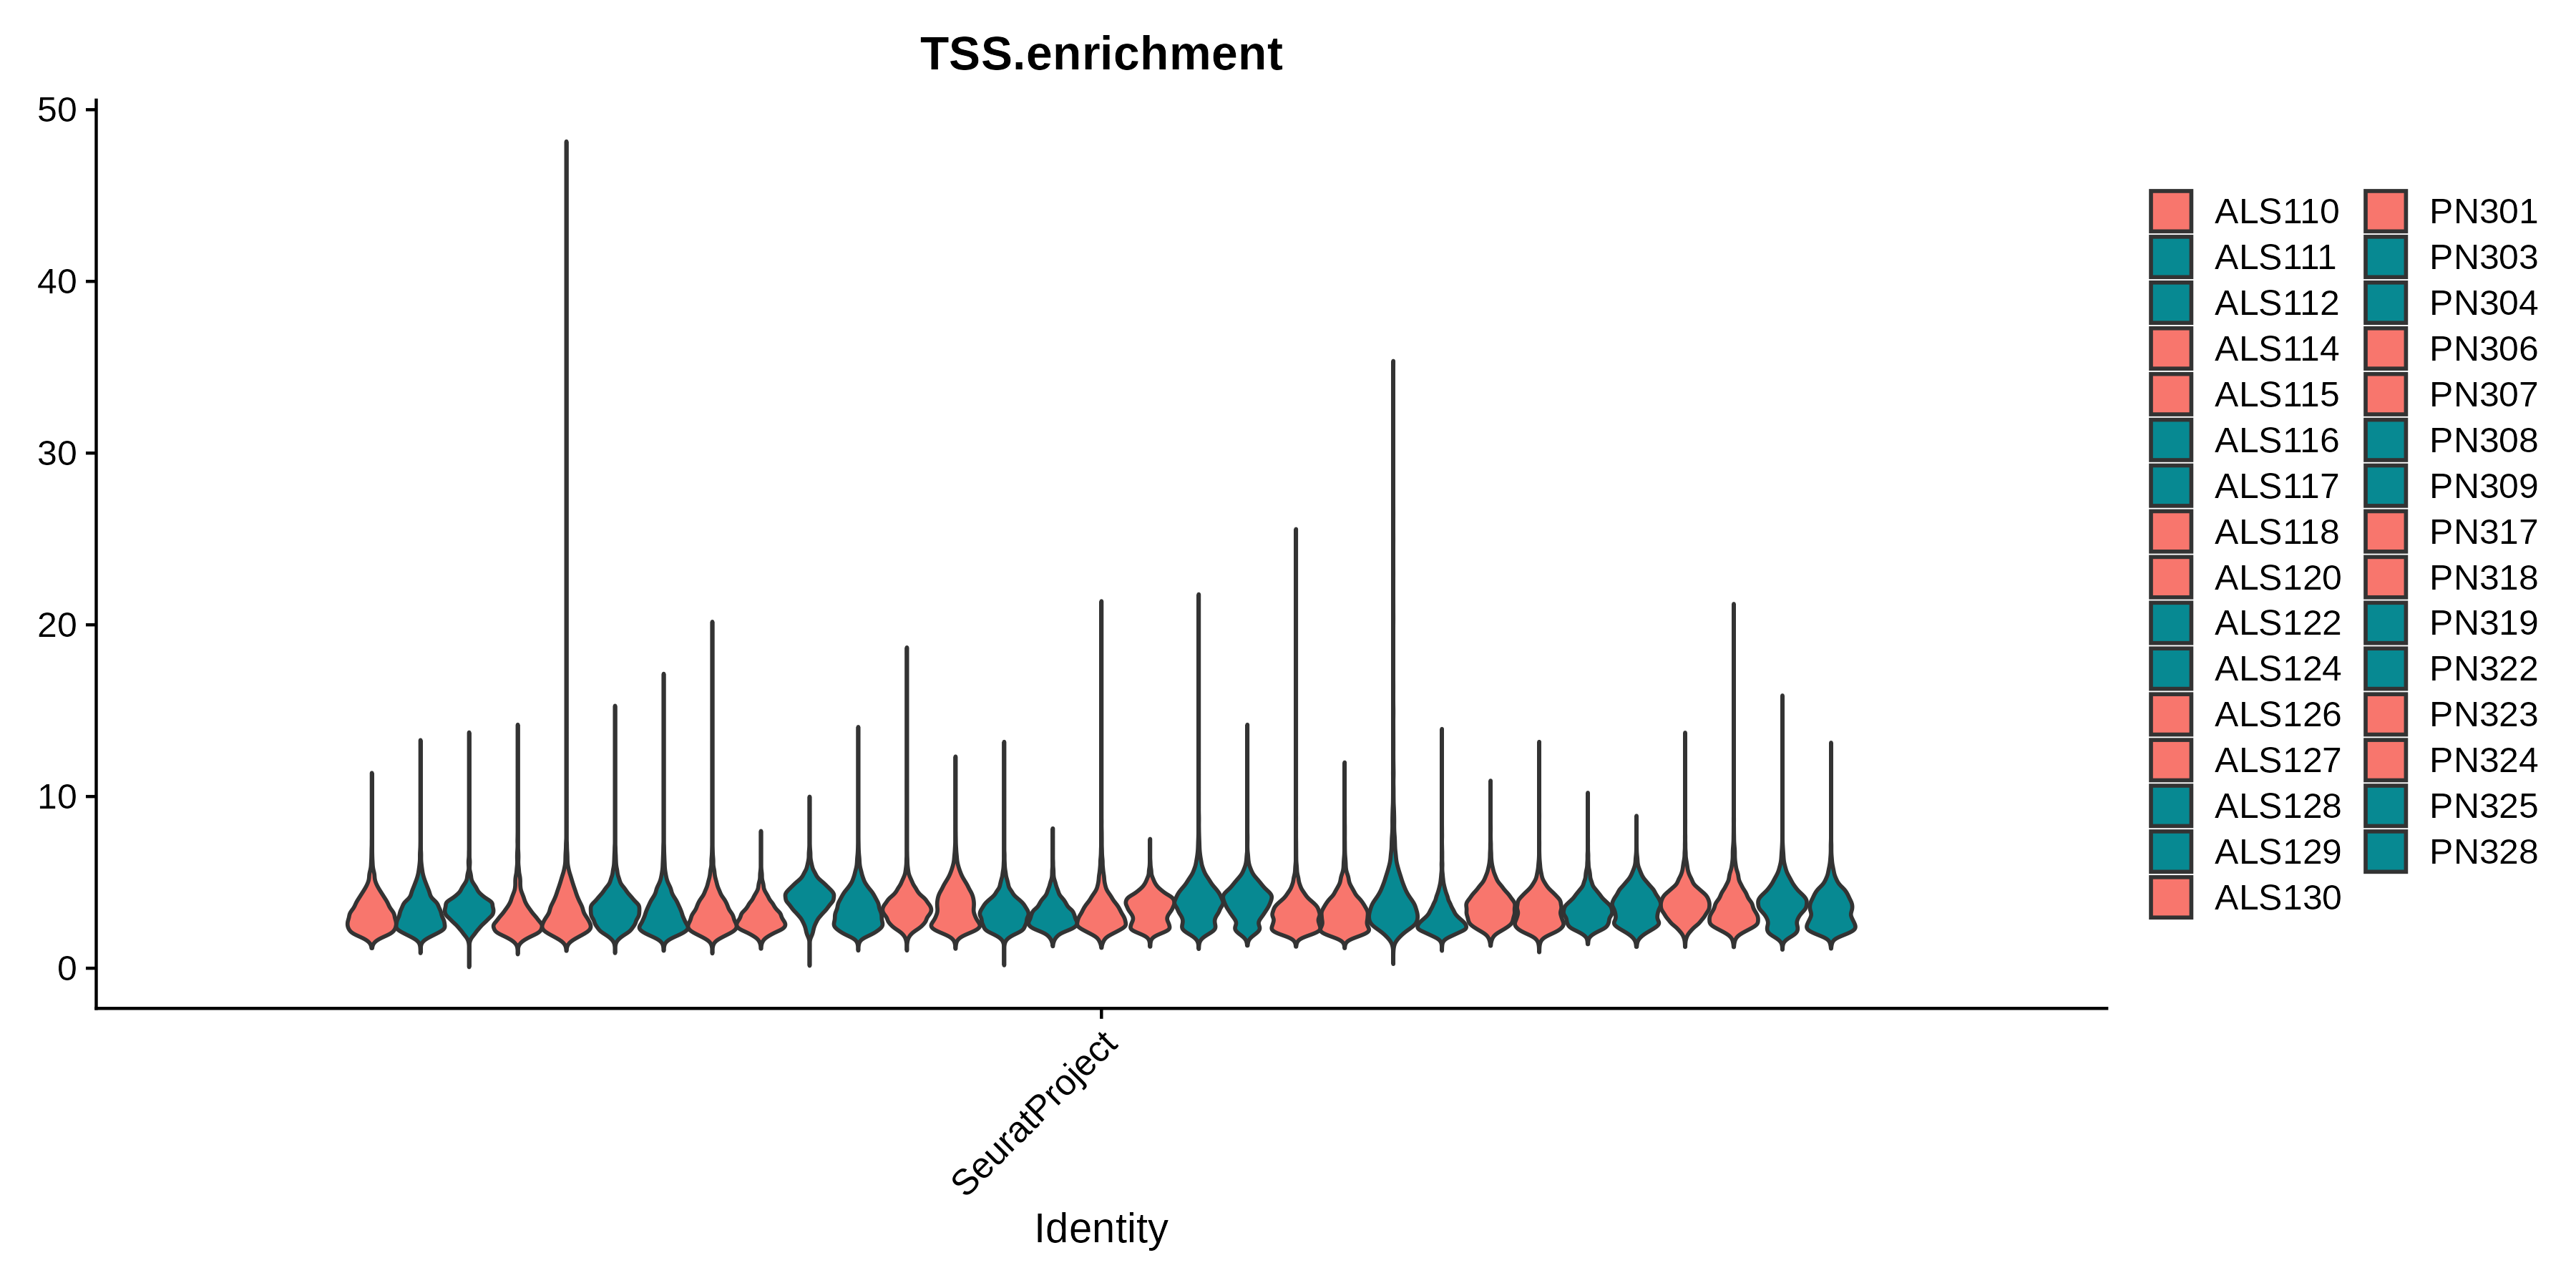 TSS.enrichment
50
40
30
20
10
0
SeuratProject
Identity
ALS110
ALS111
ALS112
ALS114
ALS115
ALS116
ALS117
ALS118
ALS120
ALS122
ALS124
ALS126
ALS127
ALS128
ALS129
ALS130
PN301
PN303
PN304
PN306
PN307
PN308
PN309
PN317
PN318
PN319
PN322
PN323
PN324
PN325
PN328